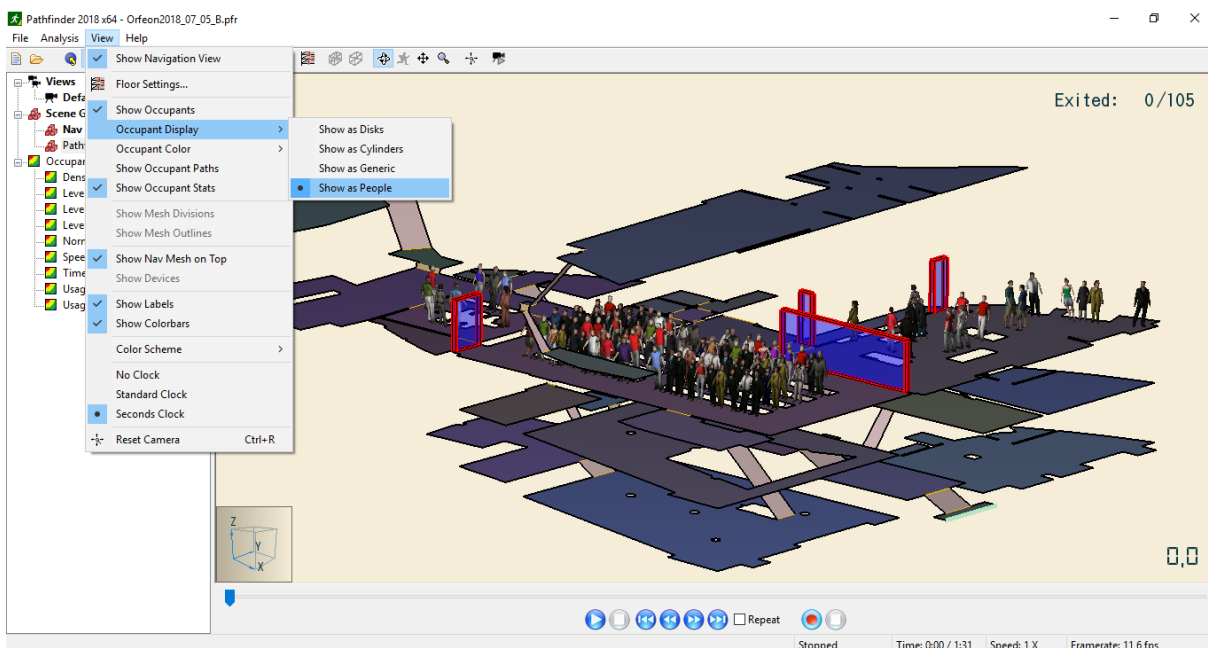 Pathfinder 2018 x64 - Orfeon2018_07_05_B.pfr
File Analysis View Help
Show Navigation View
Floor Settings...
Show Occupants
Occupant Display
Occupant Color
Show Occupant Paths
Show Occupant Stats
Show Mesh Divisions
Show Mesh Outlines
Show Nav Mesh on Top
Show Devices
Show Labels
Show Colorbars
Color Scheme
No Clock
Standard Clock
Seconds Clock
Reset Camera Ctrl+R
Show as Disks
Show as Cylinders
Show as Generic
Show as People
Views
Defa
Scene G
Nav
Path
Occupan
Dens
Leve
Leve
Leve
Norm
Spee
Time
Usag
Usag
Exited: 0/105
Z
Y
X
0,0
Repeat
Stopped Time: 0:00 / 1:31 Speed: 1 X Framerate: 11.6 fps